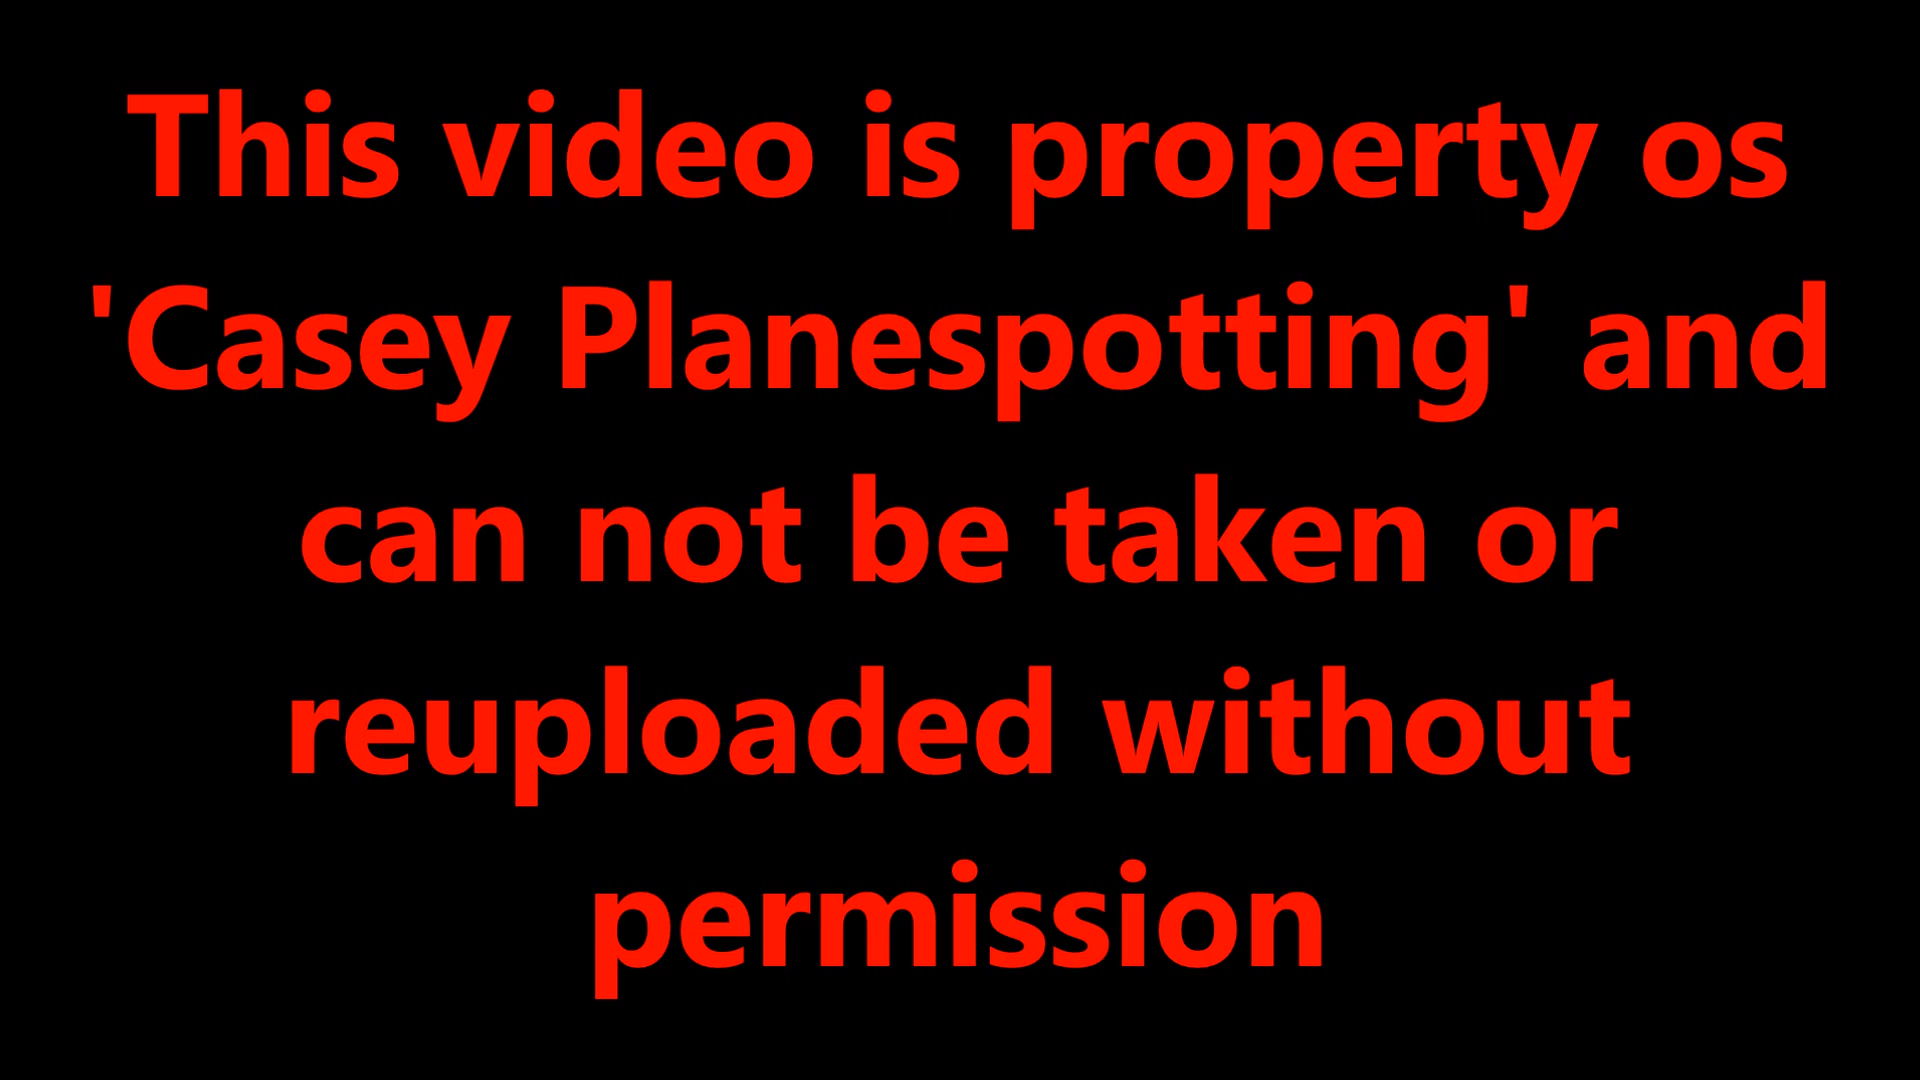 This video is property os
'Casey Planespotting' and
can not be taken or
reuploaded without
permission